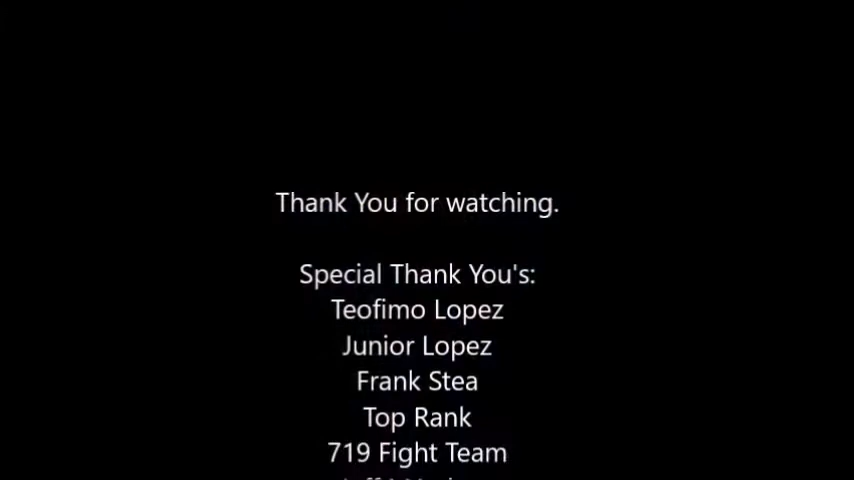 Thank You for watching.
Special Thank You's:
Teofimo Lopez
Junior Lopez
Frank Stea
Top Rank
719 Fight Team